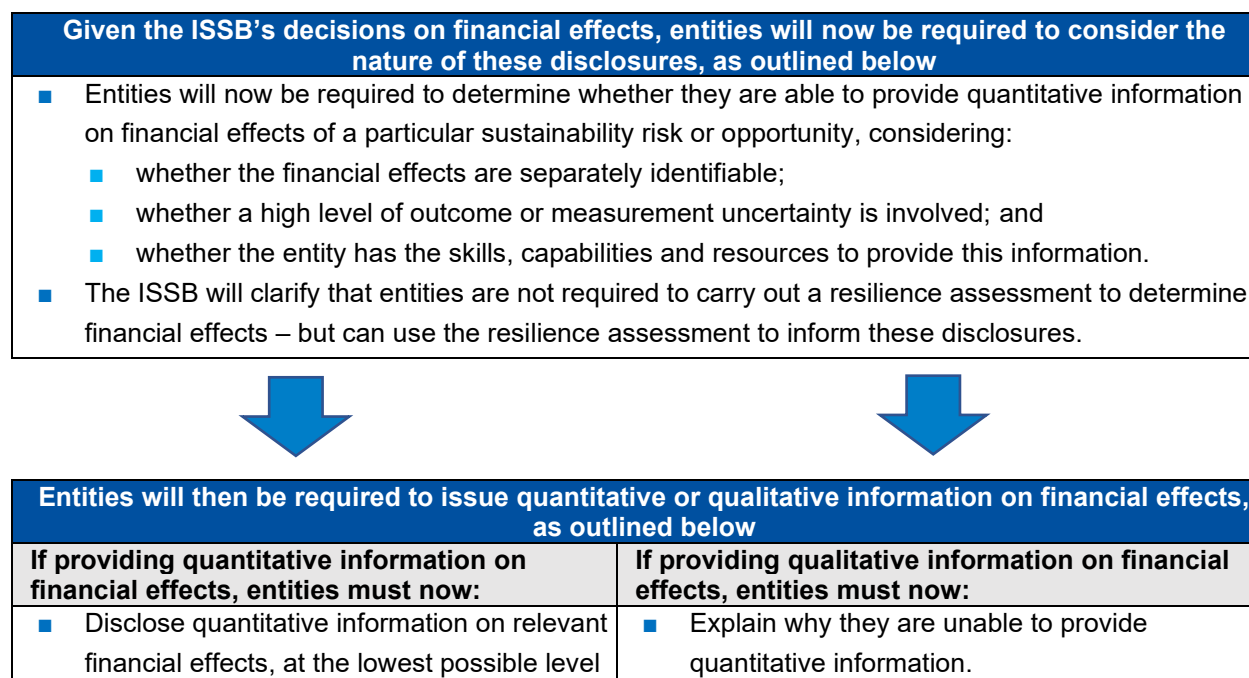 Given the ISSB’s decisions on financial effects, entities will now be required to consider the
nature of these disclosures, as outlined below
■ Entities will now be required to determine whether they are able to provide quantitative information
on financial effects of a particular sustainability risk or opportunity, considering:
■ whether the financial effects are separately identifiable;
■ whether a high level of outcome or measurement uncertainty is involved; and
■ whether the entity has the skills, capabilities and resources to provide this information.
■ The ISSB will clarify that entities are not required to carry out a resilience assessment to determine
financial effects – but can use the resilience assessment to inform these disclosures.
Entities will then be required to issue quantitative or qualitative information on financial effects,
as outlined below
If providing quantitative information on
financial effects, entities must now:
■ Disclose quantitative information on relevant
financial effects, at the lowest possible level
If providing qualitative information on financial
effects, entities must now:
■ Explain why they are unable to provide
quantitative information.